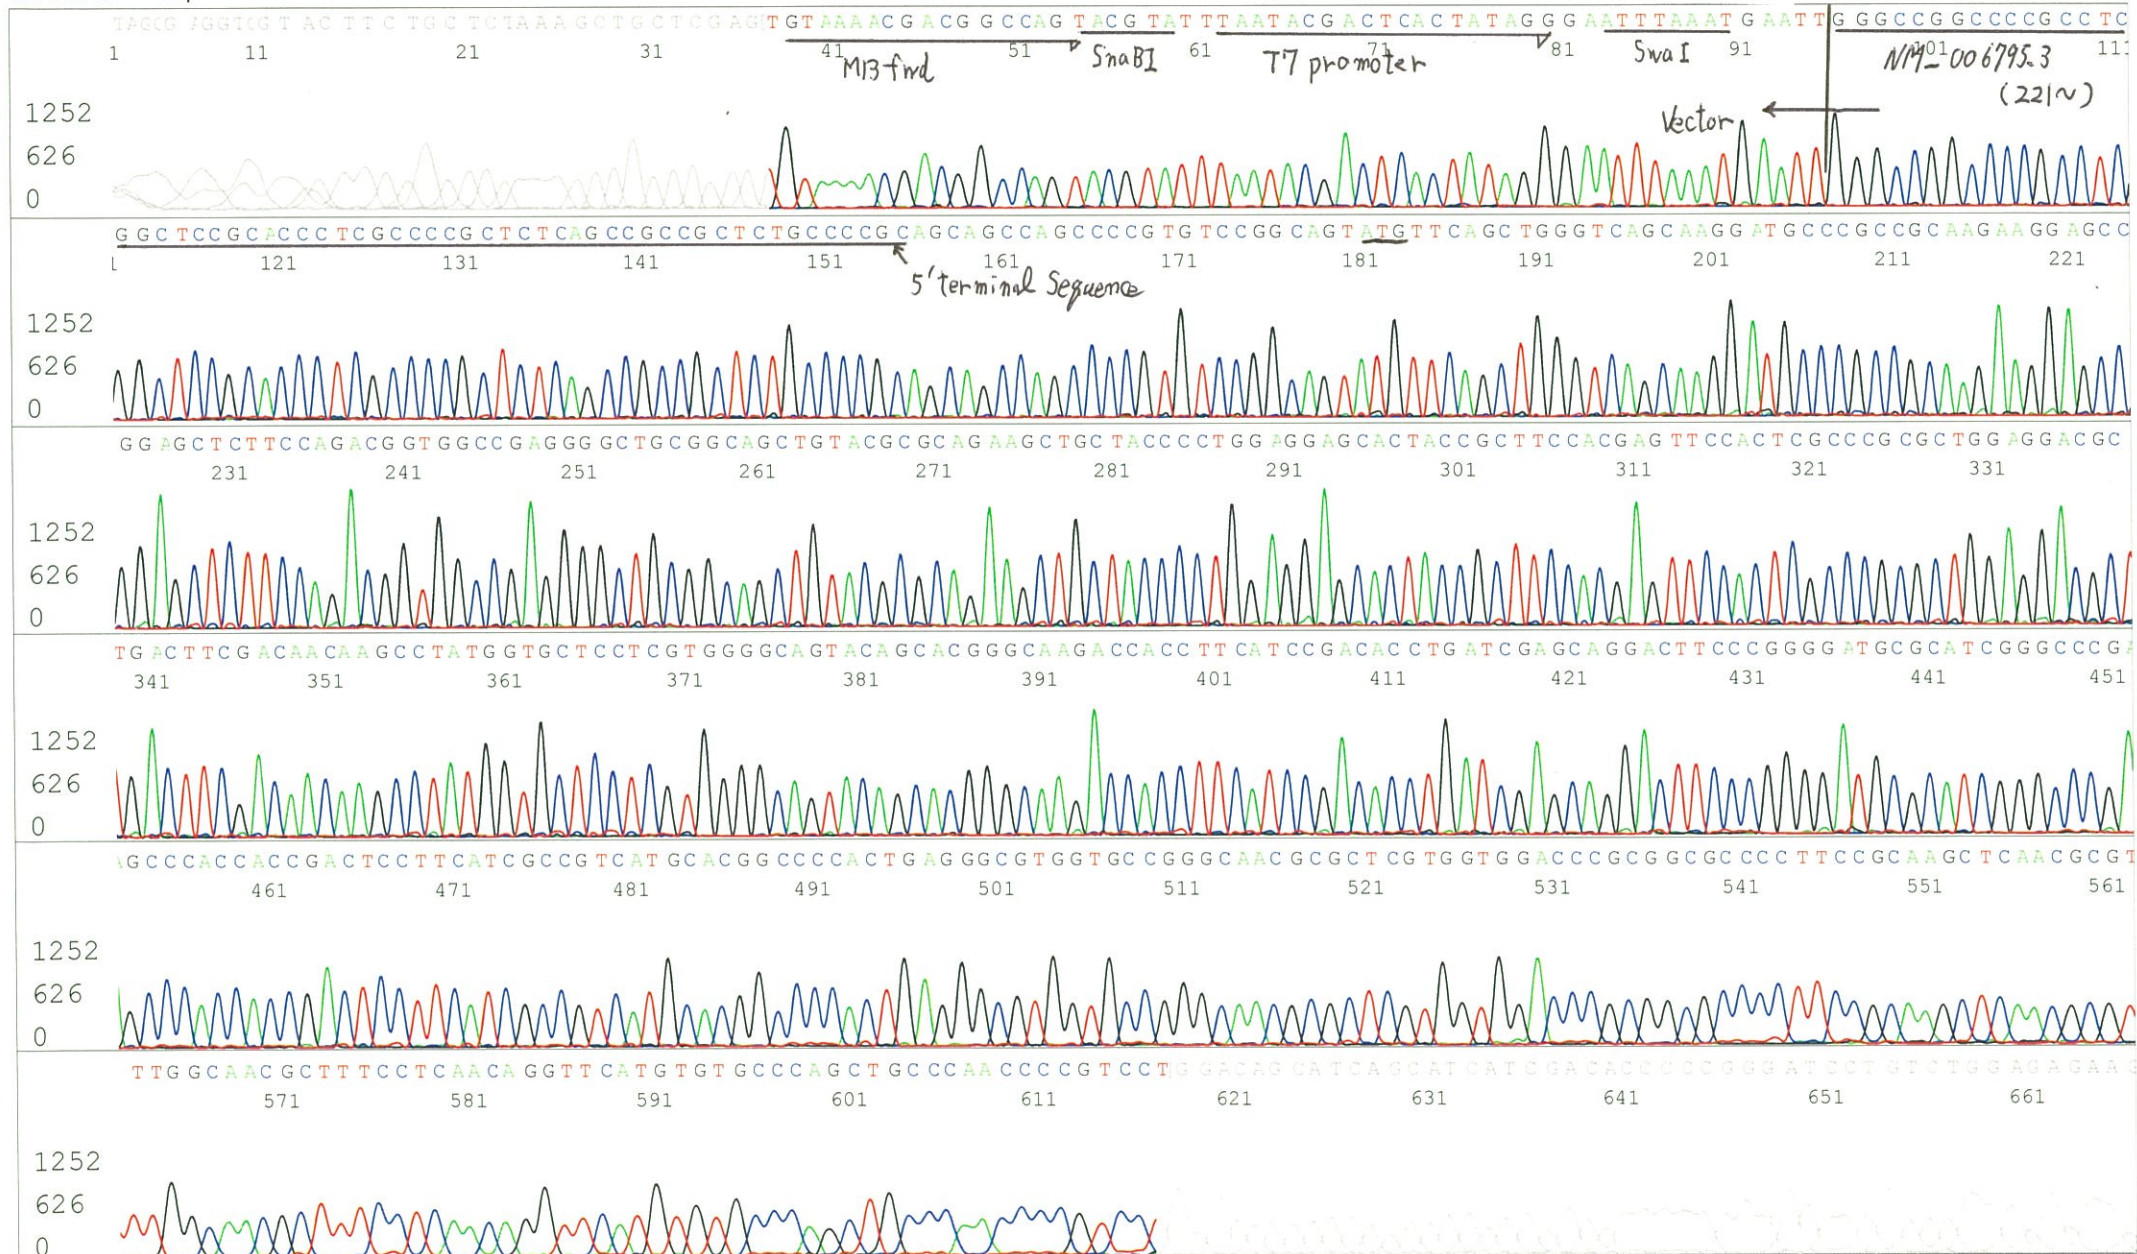 TGTAAAACGACGGCCAGTACGTATTTAATACGACTCACTATAGGGAATTTAAATGAATTGGGCCGGCCCCGCCTC
1 11 21 31 41 51 61 71 81 91 101 111
M13 fwd SnaBI T7 promoter SwaI NM_006795.3
(221~)
Vector
1252
626
0
GGCTCCGCACCCTCGCCCCGCTCTCAGCCGCCGCTCTGCCCCGCAGCAGCCAGCCCCGTGTCCGGCAGTATGTTCAGCTGGGTCAGCAAGGATGCCCGCCGCAAGAAGGAGCC
121 131 141 151 161 171 181 191 201 211 221
5' terminal Sequence
1252
626
0
GGAGCTCTTCCAGACGGTGGCCGAGGGGCTGCGGCAGCTGTACGCGCAGAAGCTGCTACCCCTGGAGGAGCACTACCGCTTCCACGAGTTCCACTCGCCCGCGCTGGAGGACGC
231 241 251 261 271 281 291 301 311 321 331
1252
626
0
TGACTTCGACAACAAGCCTATGGTGCTCCTCGTGGGGCAGTACAGCACGGGCAAGACCACCTTCATCCGACACCTGATCGAGCAGGACTTCCCGGGGATGCGCATCGGGCCCGA
341 351 361 371 381 391 401 411 421 431 441 451
1252
626
0
GCCCACCACCGACTCCTTCATCGCCGTCATGCACGGCCCCACTGAGGGCGTGGTGCCGGGCAACGCGCTCGTGGTGGACCCGCGGCGCCCCTTCCGCAAGCTCAACGCGT
461 471 481 491 501 511 521 531 541 551 561
1252
626
0
TTGGCAACGCTTTCCTCAACAGGTTCATGTGTGCCCAGCTGCCCAACCCCGTCCT
571 581 591 601 611 621 631 641 651 661
1252
626
0